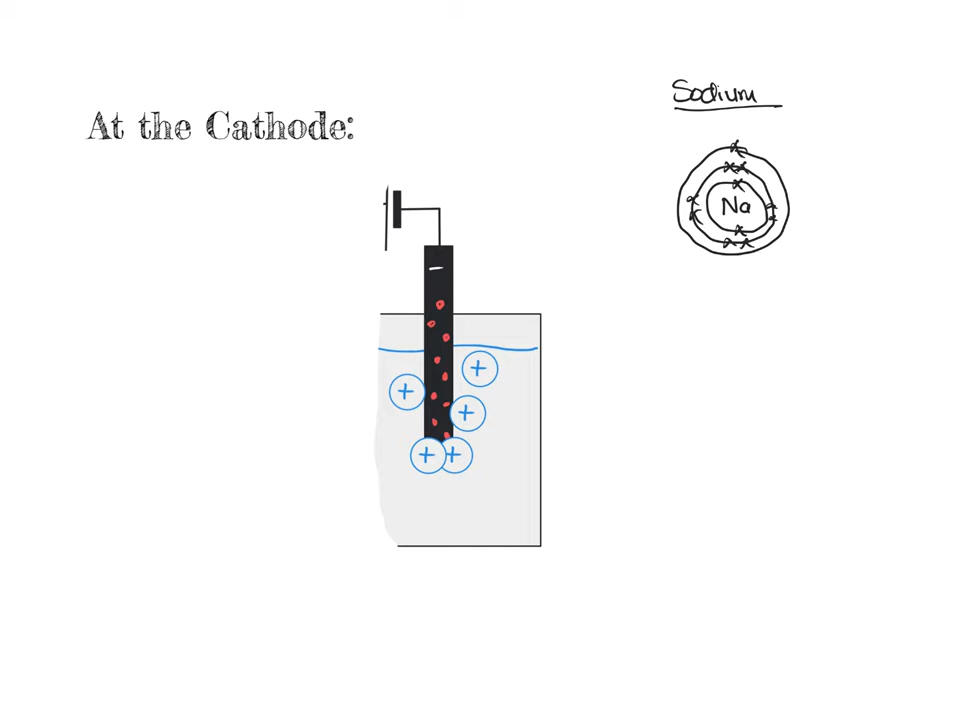 Sodium
At the Cathode:
Na
−
+
+
+
+ +